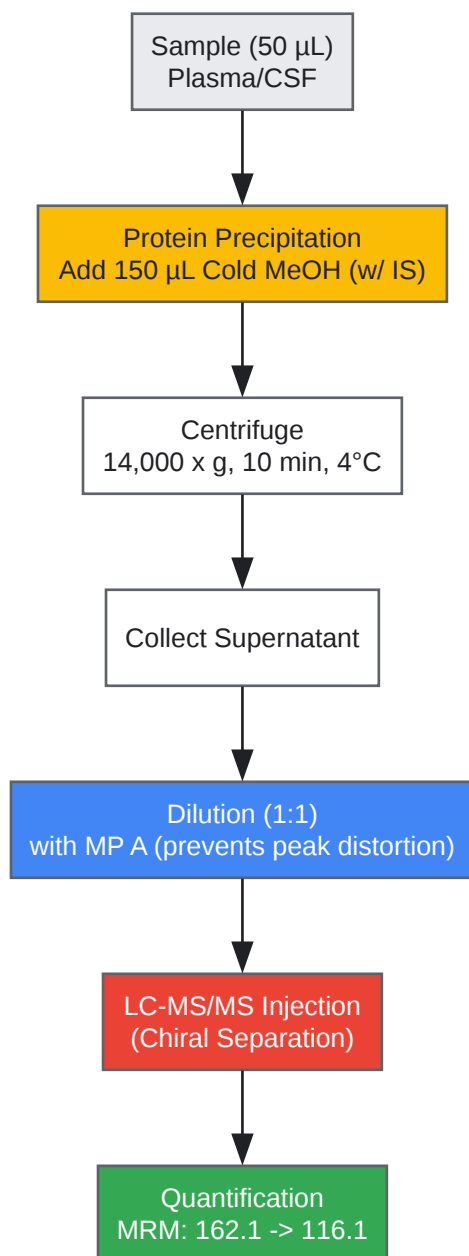 Sample (50 µL)
Plasma/CSF
Protein Precipitation
Add 150 µL Cold MeOH (w/ IS)
Centrifuge
14,000 x g, 10 min, 4°C
Collect Supernatant
Dilution (1:1)
with MP A (prevents peak distortion)
LC-MS/MS Injection
(Chiral Separation)
Quantification
MRM: 162.1 -> 116.1